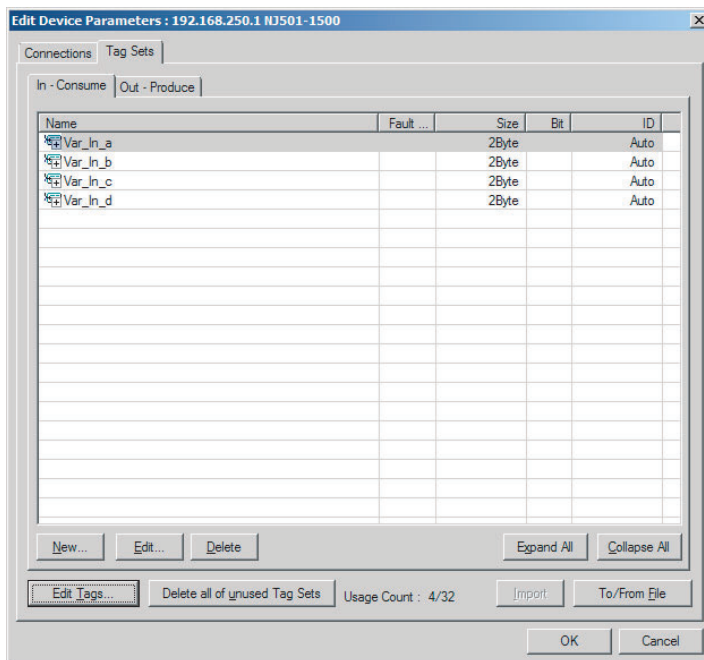 Edit Device Parameters : 192.168.250.1 NJ501-1500
Connections Tag Sets
In - Consume Out - Produce
Name Fault ... Size Bit ID
Var_In_a 2Byte Auto
Var_In_b 2Byte Auto
Var_In_c 2Byte Auto
Var_In_d 2Byte Auto
New... Edit... Delete Expand All Collapse All
Edit Tags... Delete all of unused Tag Sets Usage Count : 4/32 Import To/From File
OK Cancel